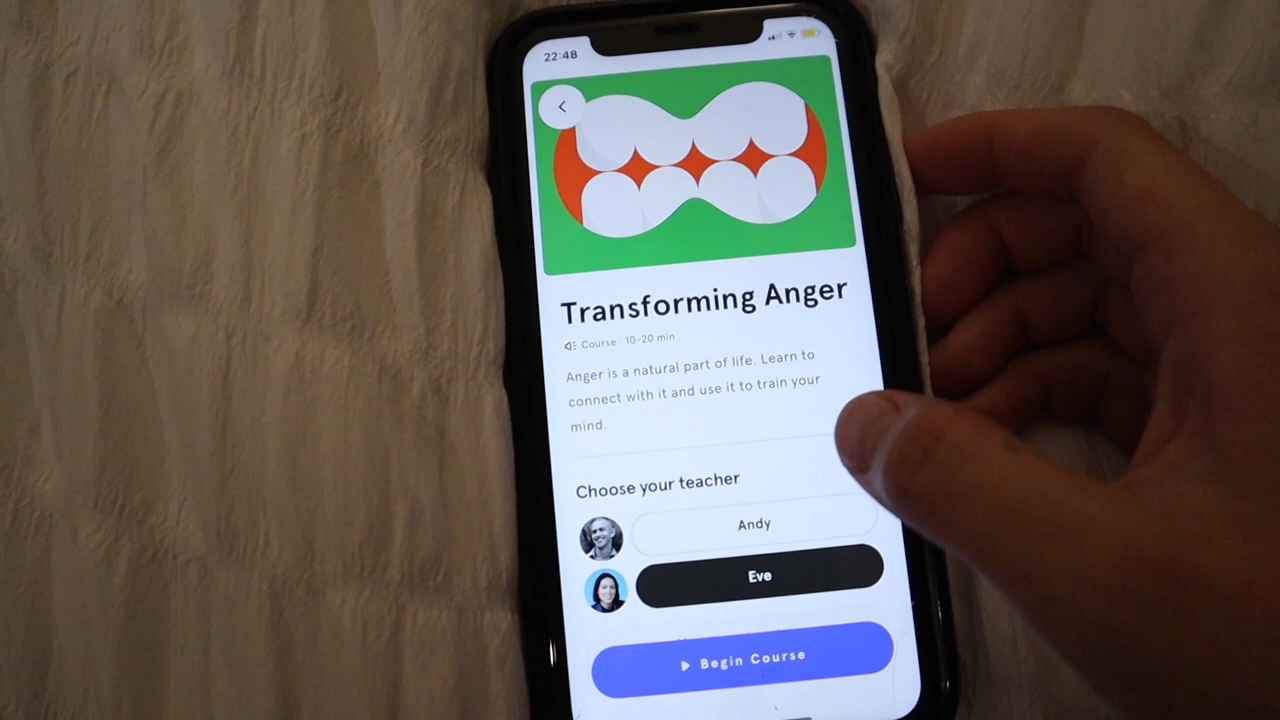 22:48
Transforming Anger
Course · 10-20 min
Anger is a natural part of life. Learn to
connect with it and use it to train your
mind.
Choose your teacher
Andy
Eve
Begin Course